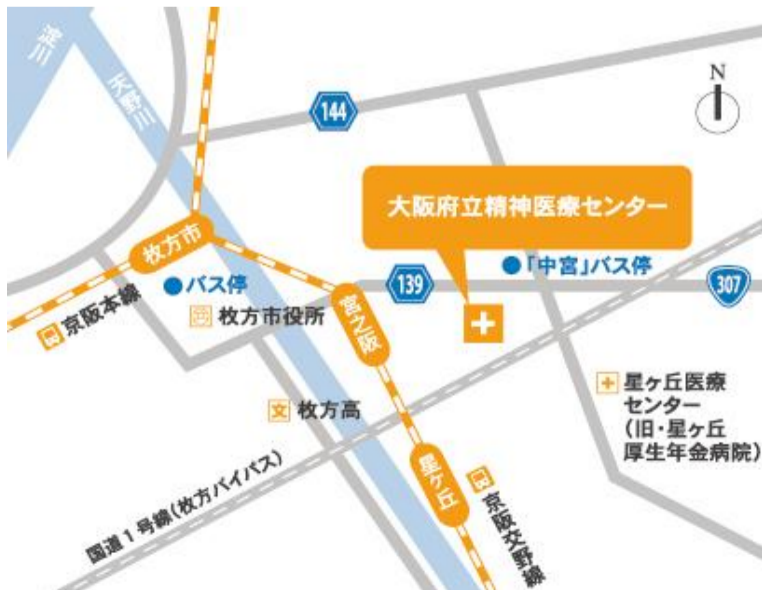 淀川
天野川
144
N
大阪府立精神医療センター
枚方市
バス停
139
「中宮」バス停
307
京阪本線
枚方市役所
宮之阪
文 枚方高
星ヶ丘医療
センター
(旧・星ヶ丘
厚生年金病院)
星ヶ丘
国道1号線(枚方バイパス)
京阪交野線